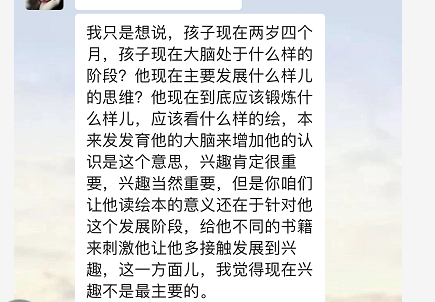 我只是想说，孩子现在两岁四个
月，孩子现在大脑处于什么样的
阶段？他现在主要发展什么样儿
的思维？他现在到底应该锻炼什
么样儿，应该看什么样的绘，本
来发发育他的大脑来增加他的认
识是这个意思，兴趣肯定很重
要，兴趣当然重要，但是你咱们
让他读绘本的意义还在于针对他
这个发展阶段，给他不同的书籍
来刺激他让他多接触发展到兴
趣，这一方面儿，我觉得现在兴
趣不是最主要的。